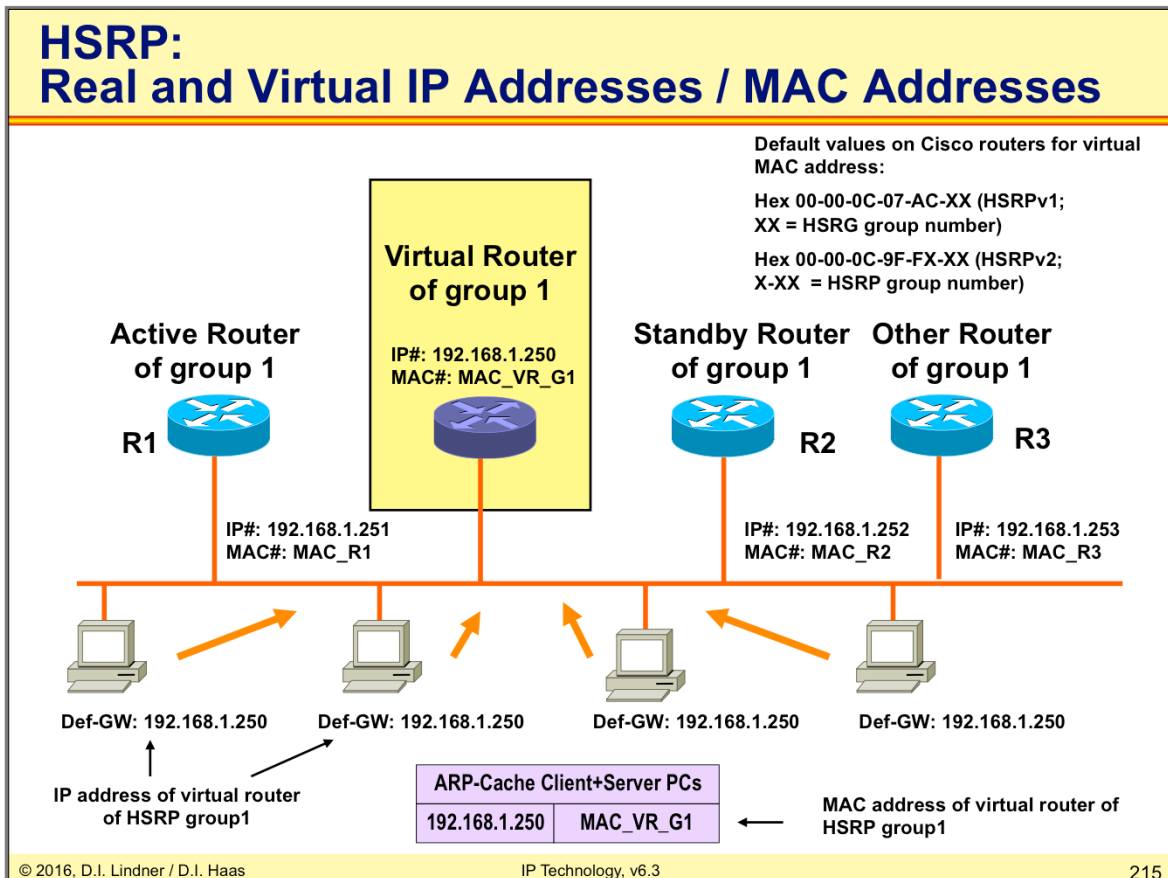 HSRP:
Real and Virtual IP Addresses / MAC Addresses
Default values on Cisco routers for virtual
MAC address:
Hex 00-00-0C-07-AC-XX (HSRPv1;
XX = HSRG group number)
Hex 00-00-0C-9F-FX-XX (HSRPv2;
X-XX = HSRP group number)
Virtual Router
of group 1
IP#: 192.168.1.250
MAC#: MAC_VR_G1
Active Router
of group 1
R1
Standby Router
of group 1
R2
Other Router
of group 1
R3
IP#: 192.168.1.251
MAC#: MAC_R1
IP#: 192.168.1.252
MAC#: MAC_R2
IP#: 192.168.1.253
MAC#: MAC_R3
Def-GW: 192.168.1.250
Def-GW: 192.168.1.250
Def-GW: 192.168.1.250
Def-GW: 192.168.1.250
IP address of virtual router
of HSRP group1
ARP-Cache Client+Server PCs
192.168.1.250 MAC_VR_G1
MAC address of virtual router of
HSRP group1
© 2016, D.I. Lindner / D.I. Haas
IP Technology, v6.3
215